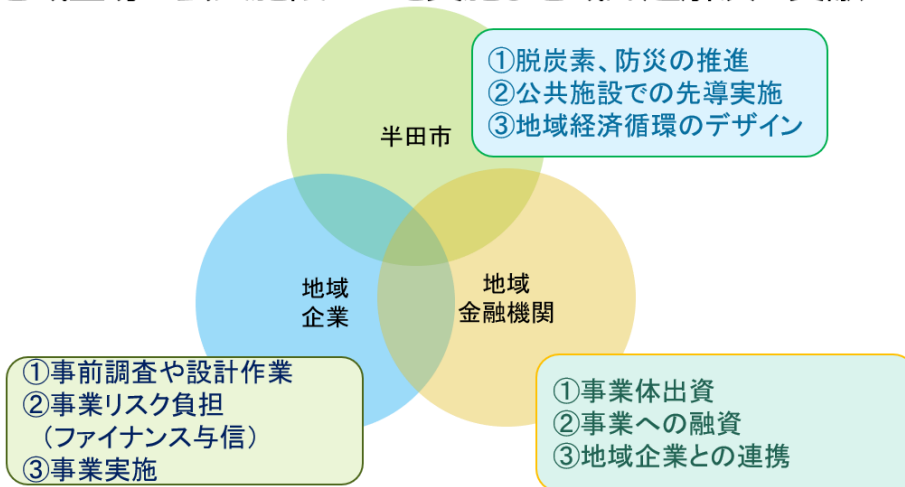 半田市
①脱炭素、防災の推進
②公共施設での先導実施
③地域経済循環のデザイン
地域
企業
地域
金融機関
①事前調査や設計作業
②事業リスク負担
（ファイナンス与信）
③事業実施
①事業体出資
②事業への融資
③地域企業との連携